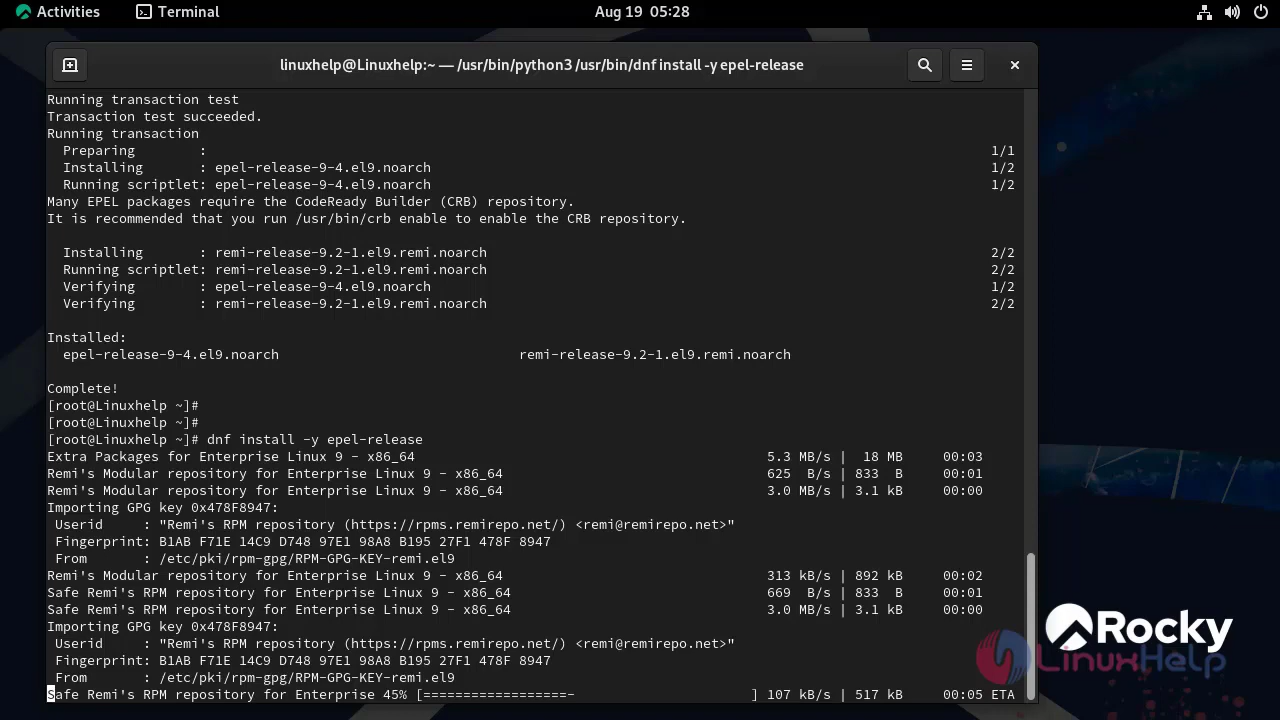 Activities
Terminal
Aug 19 05:28
linuxhelp@Linuxhelp:~ — /usr/bin/python3 /usr/bin/dnf install -y epel-release
Running transaction test
Transaction test succeeded.
Running transaction
  Preparing        :                                                                                                  1/1
  Installing       : epel-release-9-4.el9.noarch                                                                      1/2
  Running scriptlet: epel-release-9-4.el9.noarch                                                                      1/2
Many EPEL packages require the CodeReady Builder (CRB) repository.
It is recommended that you run /usr/bin/crb enable to enable the CRB repository.
  Installing       : remi-release-9.2-1.el9.remi.noarch                                                               2/2
  Running scriptlet: remi-release-9.2-1.el9.remi.noarch                                                               2/2
  Verifying        : epel-release-9-4.el9.noarch                                                                      1/2
  Verifying        : remi-release-9.2-1.el9.remi.noarch                                                               2/2
Installed:
  epel-release-9-4.el9.noarch                              remi-release-9.2-1.el9.remi.noarch
Complete!
[root@Linuxhelp ~]#
[root@Linuxhelp ~]#
[root@Linuxhelp ~]# dnf install -y epel-release
Extra Packages for Enterprise Linux 9 - x86_64                                            5.3 MB/s |  18 MB     00:03
Remi's Modular repository for Enterprise Linux 9 - x86_64                                 625  B/s | 833  B     00:01
Remi's Modular repository for Enterprise Linux 9 - x86_64                                 3.0 MB/s | 3.1 kB     00:00
Importing GPG key 0x478F8947:
 Userid     : "Remi's RPM repository (https://rpms.remirepo.net/) <remi@remirepo.net>"
 Fingerprint: B1AB F71E 14C9 D748 97E1 98A8 B195 27F1 478F 8947
 From       : /etc/pki/rpm-gpg/RPM-GPG-KEY-remi.el9
Remi's Modular repository for Enterprise Linux 9 - x86_64                                 313 kB/s | 892 kB     00:02
Safe Remi's RPM repository for Enterprise Linux 9 - x86_64                                669  B/s | 833  B     00:01
Safe Remi's RPM repository for Enterprise Linux 9 - x86_64                                3.0 MB/s | 3.1 kB     00:00
Importing GPG key 0x478F8947:
 Userid     : "Remi's RPM repository (https://rpms.remirepo.net/) <remi@remirepo.net>"
 Fingerprint: B1AB F71E 14C9 D748 97E1 98A8 B195 27F1 478F 8947
 From       : /etc/pki/rpm-gpg/RPM-GPG-KEY-remi.el9
Safe Remi's RPM repository for Enterprise 45% [==================-                      ] 107 kB/s | 517 kB     00:05 ETA
Rocky
LinuxHelp